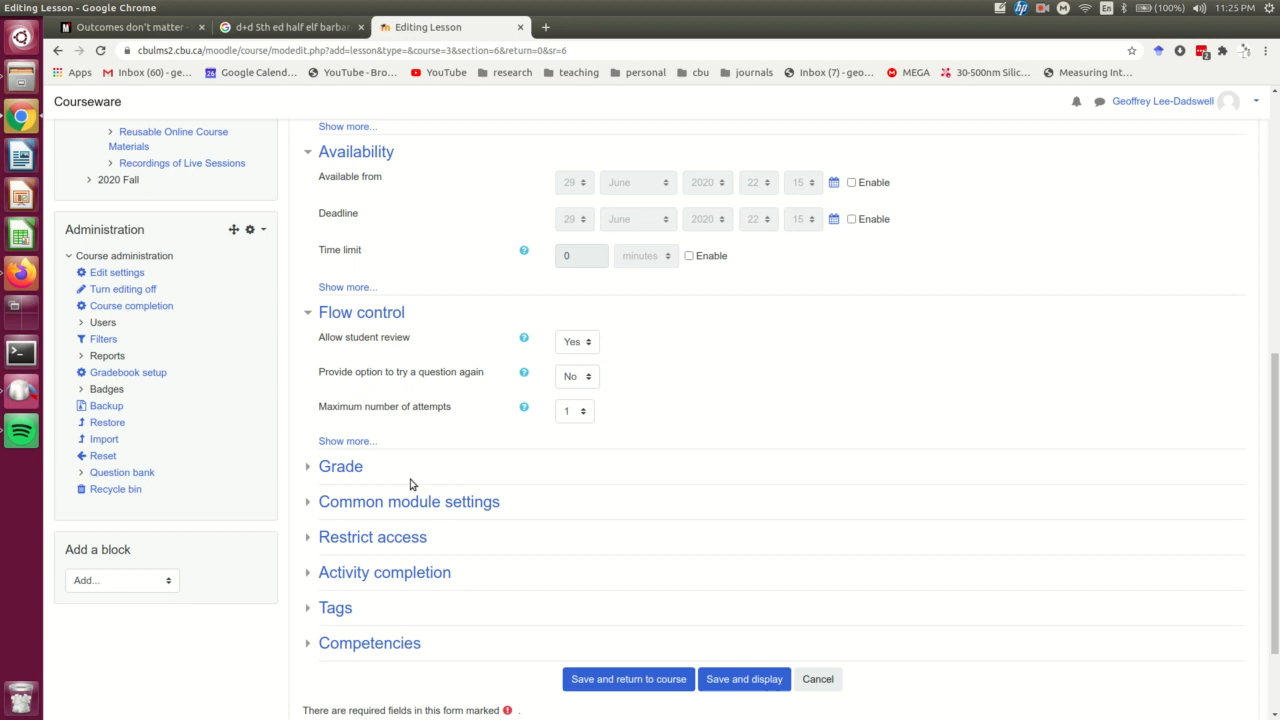 Editing Lesson - Google Chrome
En
(100%)
11:25 PM
Outcomes don't matter -
d+d 5th ed half elf barba
Editing Lesson
cbulms2.cbu.ca/moodle/course/modedit.php?add=lesson&type=&course=3&section=6&return=0&sr=6
2
Apps
Inbox (60) - ge...
Google Calend...
YouTube - Bro...
YouTube
research
teaching
personal
cbu
journals
Inbox (7) - geo...
MEGA
30-500nm Silic...
Measuring Int...
Courseware
Geoffrey Lee-Dadswell
Reusable Online Course
Materials
Recordings of Live Sessions
2020 Fall
Administration
Course administration
Edit settings
Turn editing off
Course completion
Users
Filters
Reports
Gradebook setup
Badges
Backup
Restore
Import
Reset
Question bank
Recycle bin
Add a block
Add...
Show more...
Availability
Available from
29 June 2020 22 15 Enable
Deadline
29 June 2020 22 15 Enable
Time limit
0 minutes Enable
Show more...
Flow control
Allow student review
Yes
Provide option to try a question again
No
Maximum number of attempts
1
Show more...
Grade
Common module settings
Restrict access
Activity completion
Tags
Competencies
Save and return to course
Save and display
Cancel
There are required fields in this form marked .